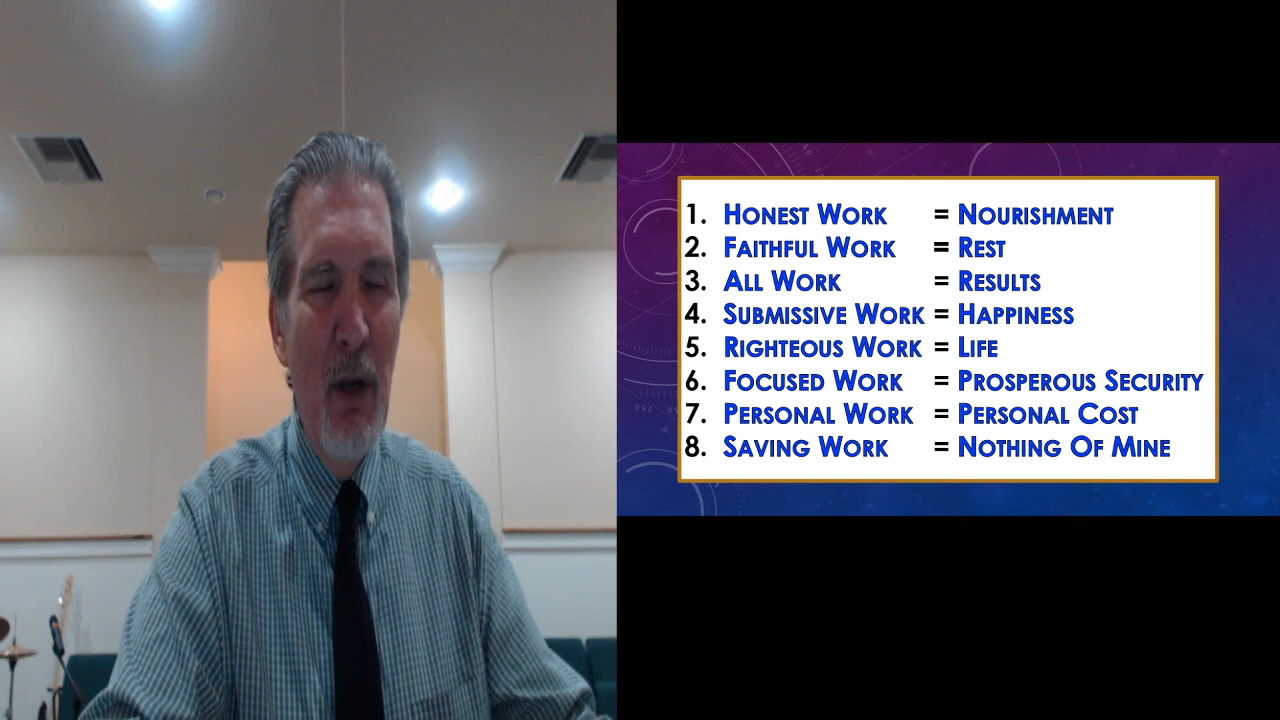 1. Honest Work = Nourishment
2. Faithful Work = Rest
3. All Work = Results
4. Submissive Work = Happiness
5. Righteous Work = Life
6. Focused Work = Prosperous Security
7. Personal Work = Personal Cost
8. Saving Work = Nothing Of Mine